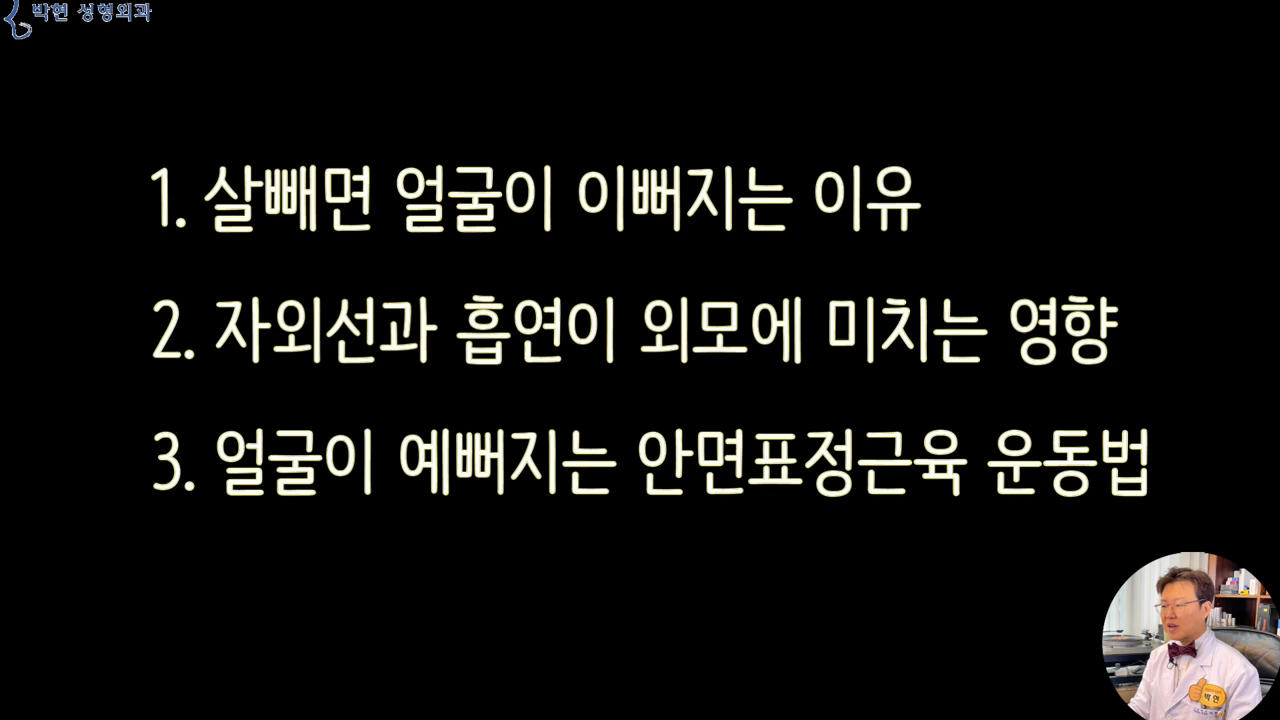 박현 성형외과
1. 살빼면 얼굴이 이뻐지는 이유
2. 자외선과 흡연이 외모에 미치는 영향
3. 얼굴이 예뻐지는 안면표정근육 운동법
박현